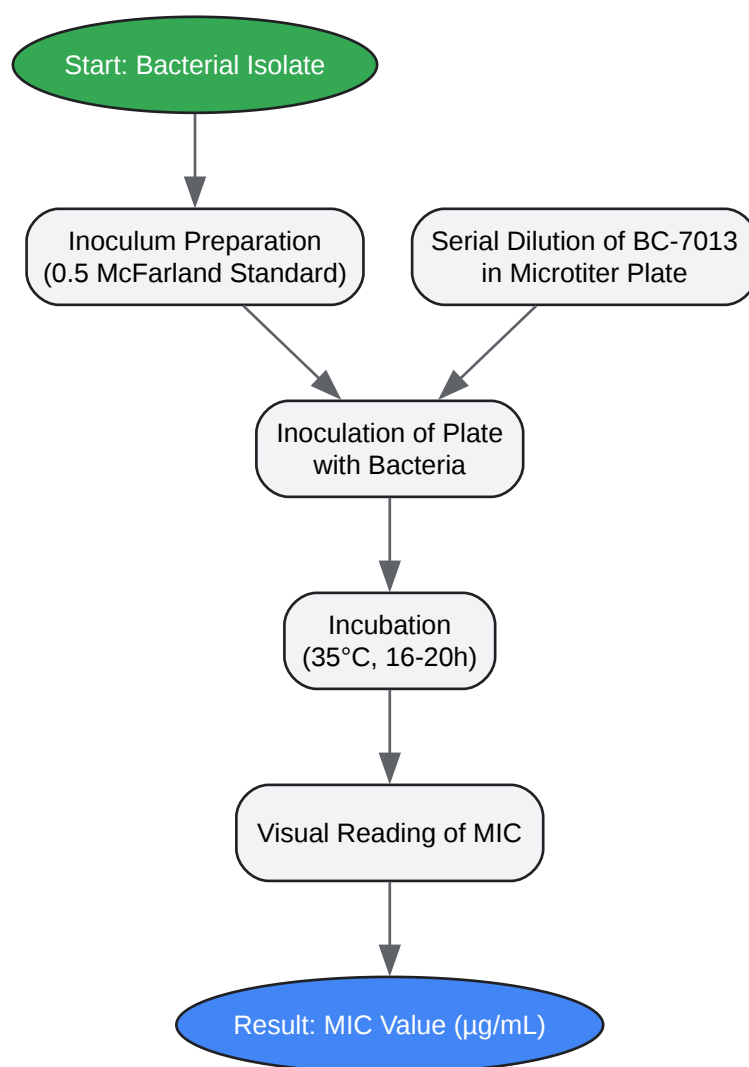 Start: Bacterial Isolate
Inoculum Preparation
(0.5 McFarland Standard)
Serial Dilution of BC-7013
in Microtiter Plate
Inoculation of Plate
with Bacteria
Incubation
(35°C, 16-20h)
Visual Reading of MIC
Result: MIC Value (µg/mL)